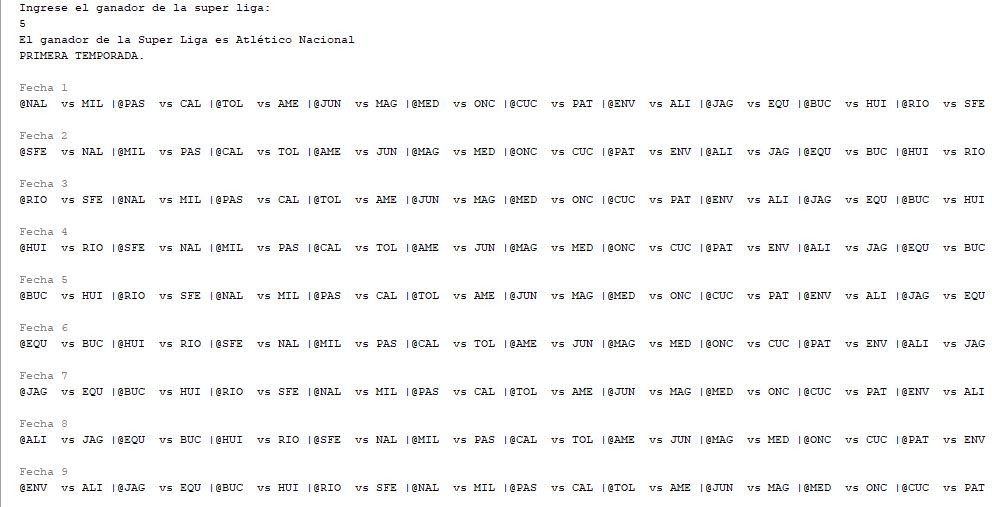 Ingrese el ganador de la super liga:
5
El ganador de la Super Liga es Atlético Nacional
PRIMERA TEMPORADA.
Fecha 1
@NAL vs MIL |@PAS vs CAL |@TOL vs AME |@JUN vs MAG |@MED vs ONC |@CUC vs PAT |@ENV vs ALI |@JAG vs EQU |@BUC vs HUI |@RIO vs SFE
Fecha 2
@SFE vs NAL |@MIL vs PAS |@CAL vs TOL |@AME vs JUN |@MAG vs MED |@ONC vs CUC |@PAT vs ENV |@ALI vs JAG |@EQU vs BUC |@HUI vs RIO
Fecha 3
@RIO vs SFE |@NAL vs MIL |@PAS vs CAL |@TOL vs AME |@JUN vs MAG |@MED vs ONC |@CUC vs PAT |@ENV vs ALI |@JAG vs EQU |@BUC vs HUI
Fecha 4
@HUI vs RIO |@SFE vs NAL |@MIL vs PAS |@CAL vs TOL |@AME vs JUN |@MAG vs MED |@ONC vs CUC |@PAT vs ENV |@ALI vs JAG |@EQU vs BUC
Fecha 5
@BUC vs HUI |@RIO vs SFE |@NAL vs MIL |@PAS vs CAL |@TOL vs AME |@JUN vs MAG |@MED vs ONC |@CUC vs PAT |@ENV vs ALI |@JAG vs EQU
Fecha 6
@EQU vs BUC |@HUI vs RIO |@SFE vs NAL |@MIL vs PAS |@CAL vs TOL |@AME vs JUN |@MAG vs MED |@ONC vs CUC |@PAT vs ENV |@ALI vs JAG
Fecha 7
@JAG vs EQU |@BUC vs HUI |@RIO vs SFE |@NAL vs MIL |@PAS vs CAL |@TOL vs AME |@JUN vs MAG |@MED vs ONC |@CUC vs PAT |@ENV vs ALI
Fecha 8
@ALI vs JAG |@EQU vs BUC |@HUI vs RIO |@SFE vs NAL |@MIL vs PAS |@CAL vs TOL |@AME vs JUN |@MAG vs MED |@ONC vs CUC |@PAT vs ENV
Fecha 9
@ENV vs ALI |@JAG vs EQU |@BUC vs HUI |@RIO vs SFE |@NAL vs MIL |@PAS vs CAL |@TOL vs AME |@JUN vs MAG |@MED vs ONC |@CUC vs PAT